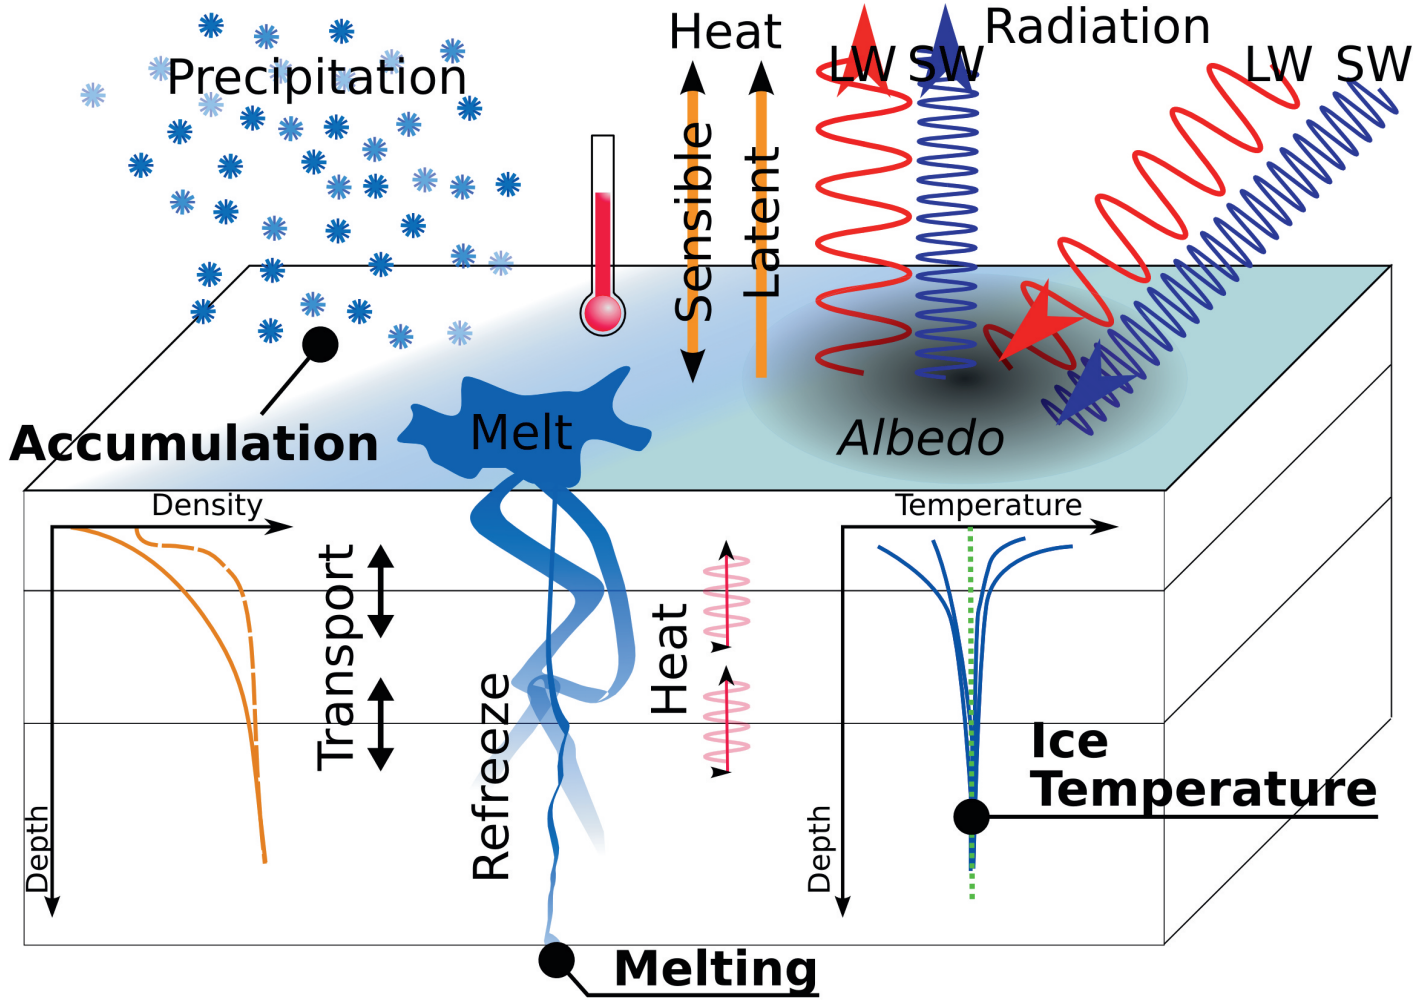 Precipitation
Heat
Radiation
LW SW
LW SW
Sensible
Latent
Accumulation
Melt
Albedo
Density
Depth
Transport
Refreeze
Heat
Temperature
Depth
Ice
Temperature
Melting